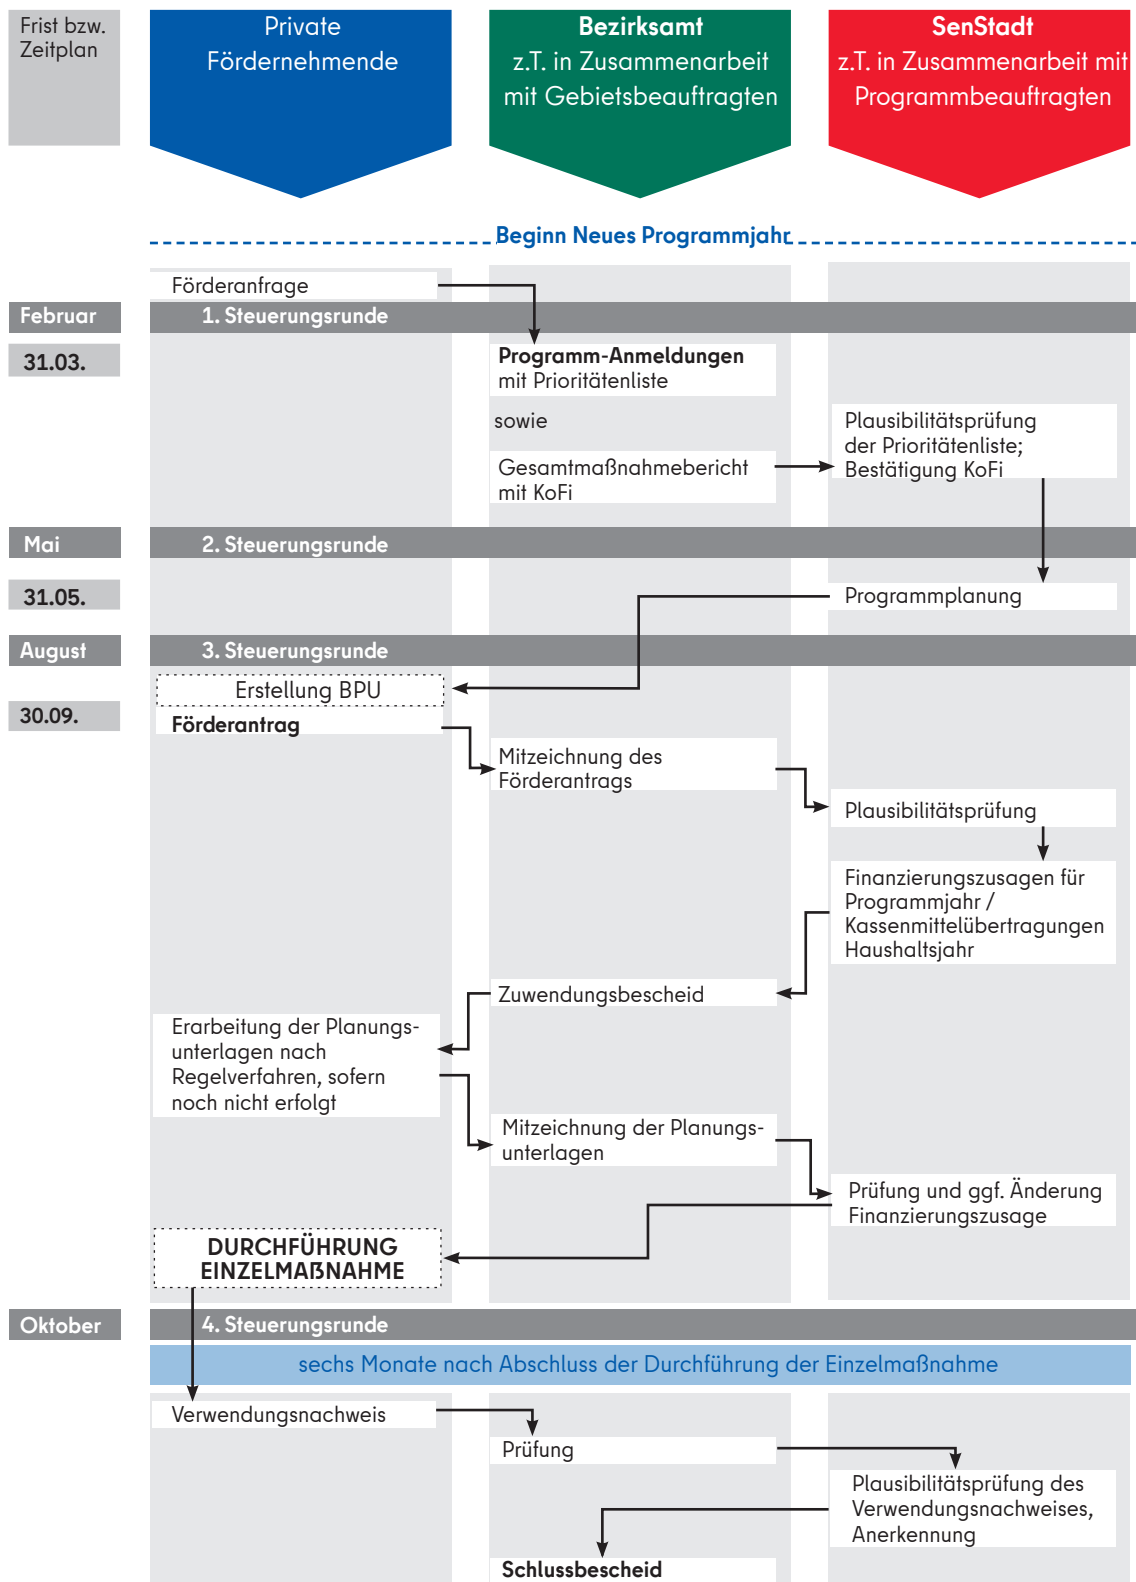 Frist bzw.
Zeitplan
Private
Fördernehmende
Bezirksamt
z.T. in Zusammenarbeit
mit Gebietsbeauftragten
SenStadt
z.T. in Zusammenarbeit mit
Programmbeauftragten
Beginn Neues Programmjahr
Förderanfrage
Februar
1. Steuerungsrunde
31.03.
Programm-Anmeldungen
mit Prioritätenliste
sowie
Gesamtmaßnahmebericht
mit KoFi
Plausibilitätsprüfung
der Prioritätenliste;
Bestätigung KoFi
Mai
2. Steuerungsrunde
31.05.
Programmplanung
August
3. Steuerungsrunde
Erstellung BPU
30.09.
Förderantrag
Mitzeichnung des
Förderantrags
Plausibilitätsprüfung
Finanzierungszusagen für
Programmjahr /
Kassenmittelübertragungen
Haushaltsjahr
Zuwendungsbescheid
Erarbeitung der Planungs-
unterlagen nach
Regelverfahren, sofern
noch nicht erfolgt
Mitzeichnung der Planungs-
unterlagen
Prüfung und ggf. Änderung
Finanzierungszusage
DURCHFÜHRUNG
EINZELMAßNAHME
Oktober
4. Steuerungsrunde
sechs Monate nach Abschluss der Durchführung der Einzelmaßnahme
Verwendungsnachweis
Prüfung
Plausibilitätsprüfung des
Verwendungsnachweises,
Anerkennung
Schlussbescheid